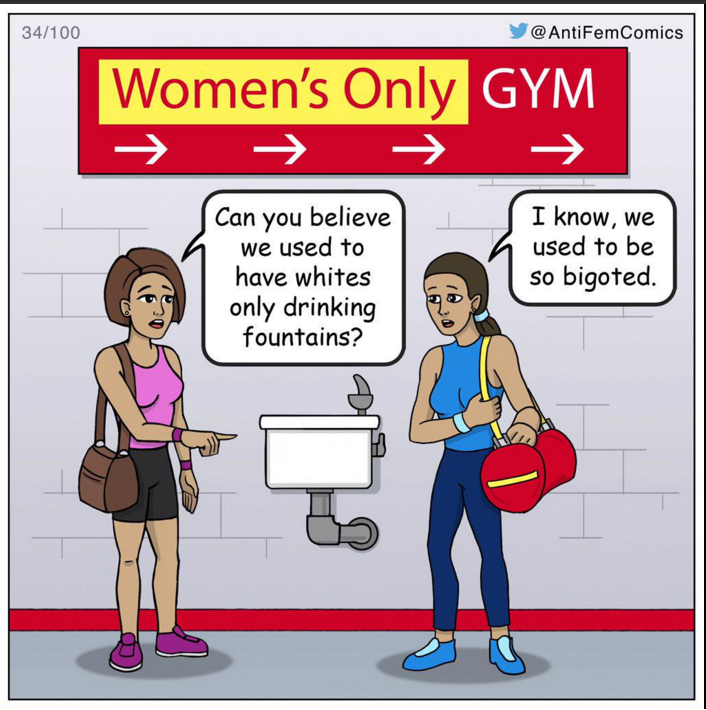 34/100
@AntiFemComics
Women's Only GYM
→ → → →
Can you believe
we used to
have whites
only drinking
fountains?
I know, we
used to be
so bigoted.